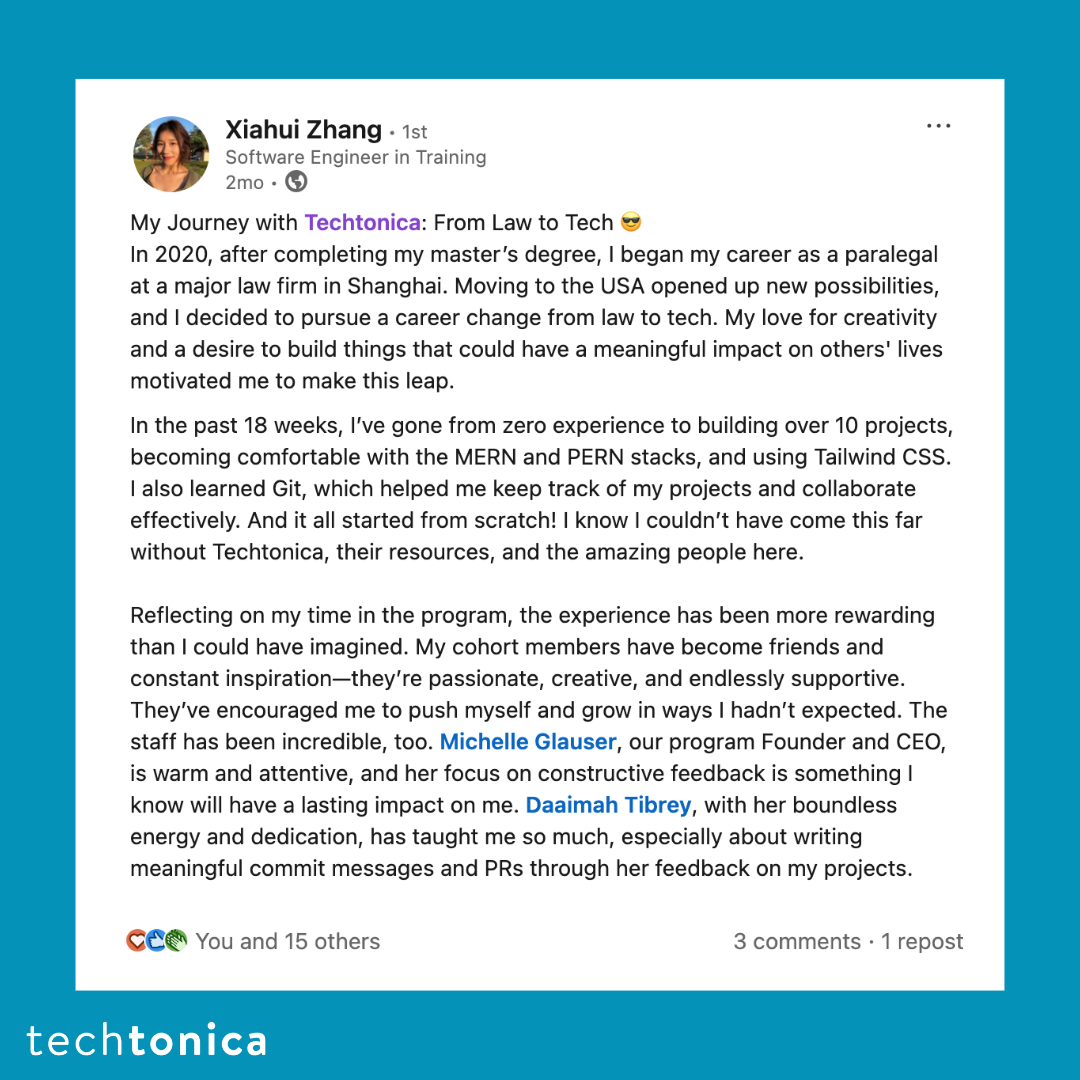 Xiahui Zhang • 1st
Software Engineer in Training
2mo •
My Journey with Techtonica: From Law to Tech 😎
In 2020, after completing my master’s degree, I began my career as a paralegal
at a major law firm in Shanghai. Moving to the USA opened up new possibilities,
and I decided to pursue a career change from law to tech. My love for creativity
and a desire to build things that could have a meaningful impact on others' lives
motivated me to make this leap.
In the past 18 weeks, I’ve gone from zero experience to building over 10 projects,
becoming comfortable with the MERN and PERN stacks, and using Tailwind CSS.
I also learned Git, which helped me keep track of my projects and collaborate
effectively. And it all started from scratch! I know I couldn’t have come this far
without Techtonica, their resources, and the amazing people here.
Reflecting on my time in the program, the experience has been more rewarding
than I could have imagined. My cohort members have become friends and
constant inspiration—they’re passionate, creative, and endlessly supportive.
They’ve encouraged me to push myself and grow in ways I hadn’t expected. The
staff has been incredible, too. Michelle Glauser, our program Founder and CEO,
is warm and attentive, and her focus on constructive feedback is something I
know will have a lasting impact on me. Daaimah Tibrey, with her boundless
energy and dedication, has taught me so much, especially about writing
meaningful commit messages and PRs through her feedback on my projects.
You and 15 others
3 comments · 1 repost
techtonica